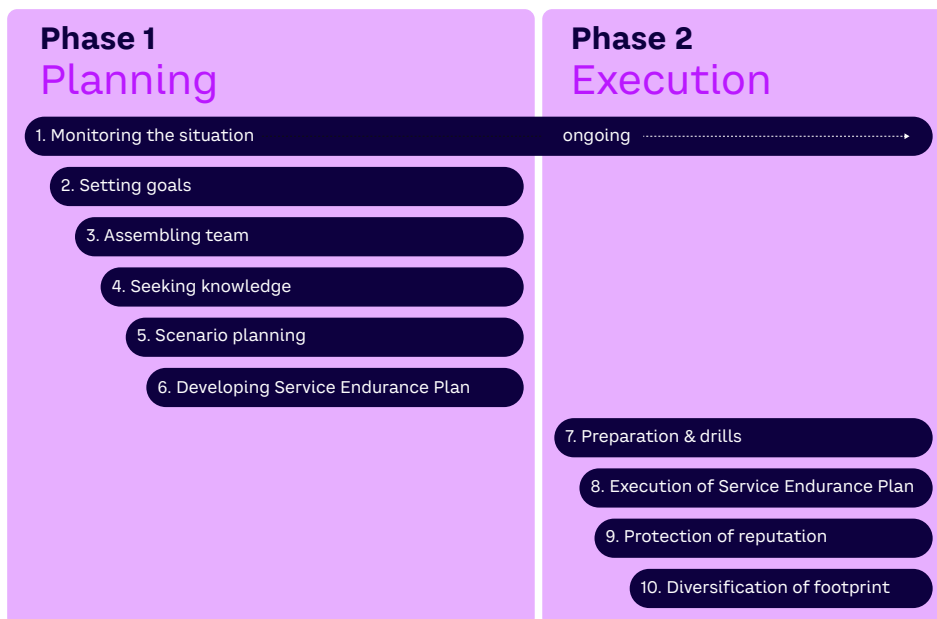 Phase 1
Planning
Phase 2
Execution
1. Monitoring the situation
ongoing
2. Setting goals
3. Assembling team
4. Seeking knowledge
5. Scenario planning
6. Developing Service Endurance Plan
7. Preparation & drills
8. Execution of Service Endurance Plan
9. Protection of reputation
10. Diversification of footprint